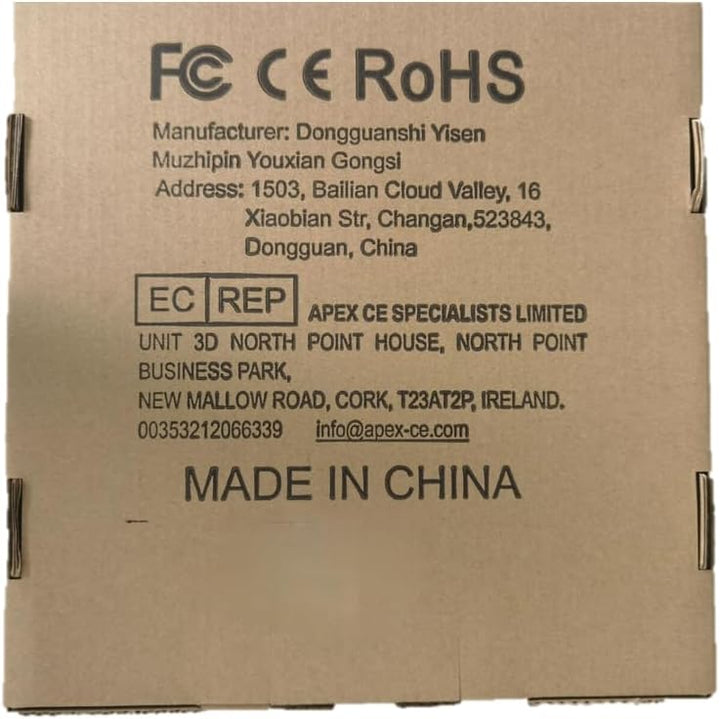 FC CE RoHS
Manufacturer: Dongguanshi Yisen
Muzhipin Youxian Gongsi
Address: 1503, Bailian Cloud Valley, 16
Xiaobian Str, Changan,523843,
Dongguan, China
EC REP APEX CE SPECIALISTS LIMITED
UNIT 3D NORTH POINT HOUSE, NORTH POINT
BUSINESS PARK,
NEW MALLOW ROAD, CORK, T23AT2P, IRELAND.
00353212066339 info@apex-ce.com
MADE IN CHINA